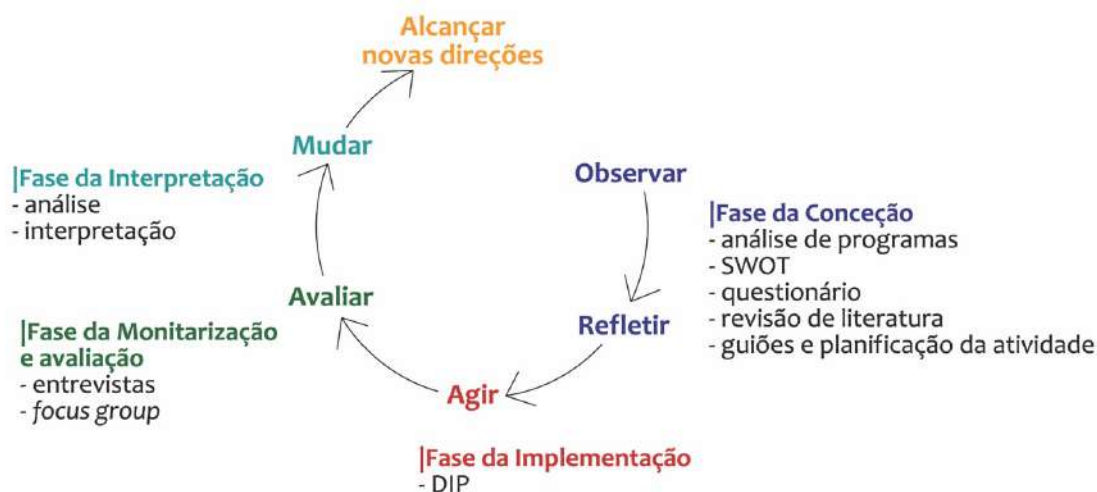 Alcançar
novas direções
Mudar
|Fase da Interpretação
- análise
- interpretação
Observar
|Fase da Conceção
- análise de programas
- SWOT
- questionário
- revisão de literatura
- guiões e planificação da atividade
Refletir
Avaliar
|Fase da Monitarização
e avaliação
- entrevistas
- focus group
Agir
|Fase da Implementação
- DIP